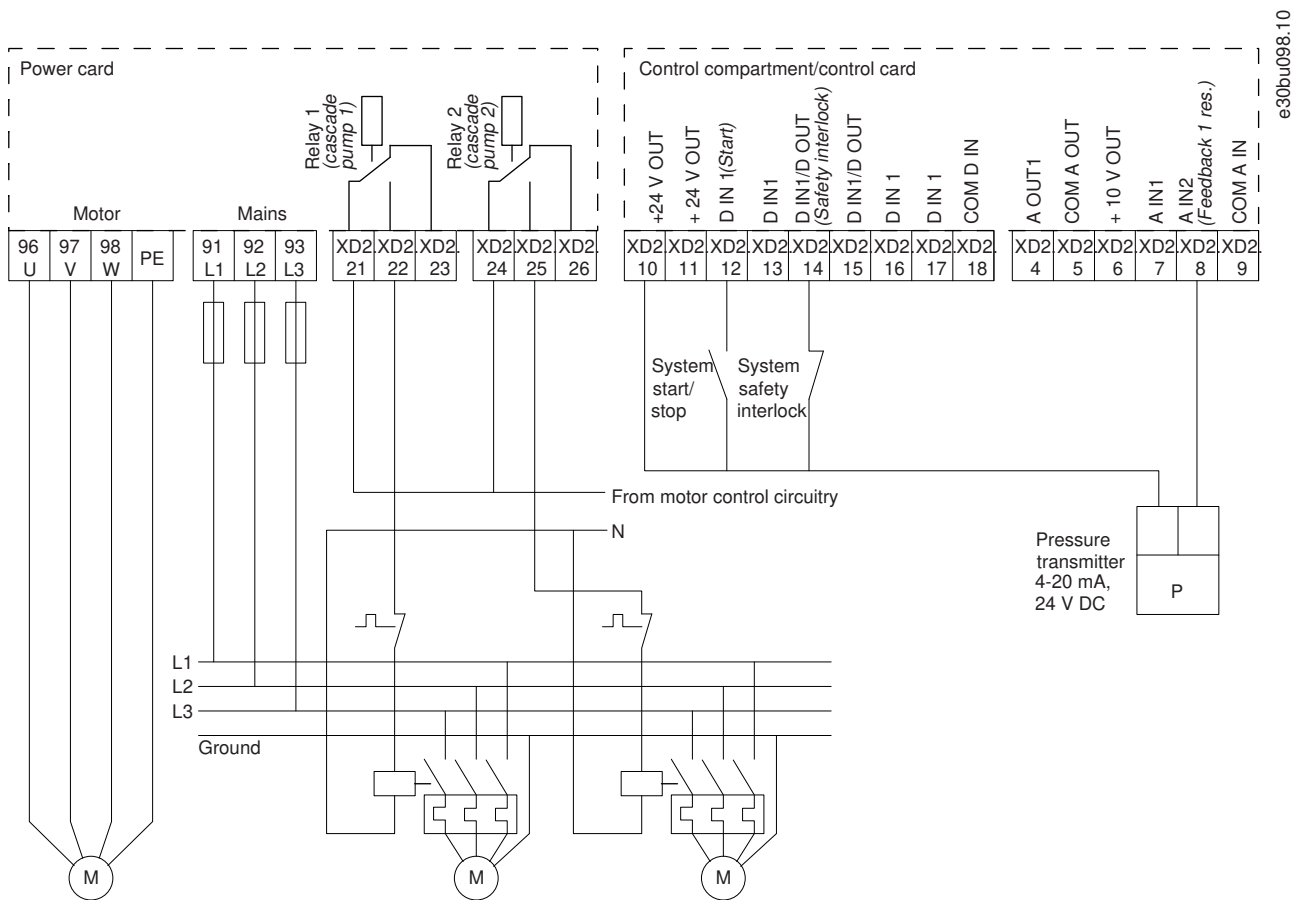 e30bu098.10
Power card
Control compartment/control card
Relay 1
(cascade
pump 1)
Relay 2
(cascade
pump 2)
+24 V OUT
+ 24 V OUT
D IN 1(Start)
D IN1
D IN1/D OUT
(Safety interlock)
D IN1/D OUT
D IN 1
D IN 1
COM D IN
A OUT1
COM A OUT
+ 10 V OUT
A IN1
A IN2
(Feedback 1 res.)
COM A IN
Motor
Mains
96
U
97
V
98
W
PE
91
L1
92
L2
93
L3
XD2.
21
XD2.
22
XD2.
23
XD2.
24
XD2.
25
XD2.
26
XD2.
10
XD2.
11
XD2.
12
XD2.
13
XD2.
14
XD2.
15
XD2.
16
XD2.
17
XD2.
18
XD2.
4
XD2.
5
XD2.
6
XD2.
7
XD2.
8
XD2.
9
System
start/
stop
System
safety
interlock
From motor control circuitry
N
Pressure
transmitter
4-20 mA,
24 V DC
P
L1
L2
L3
Ground
M
M
M